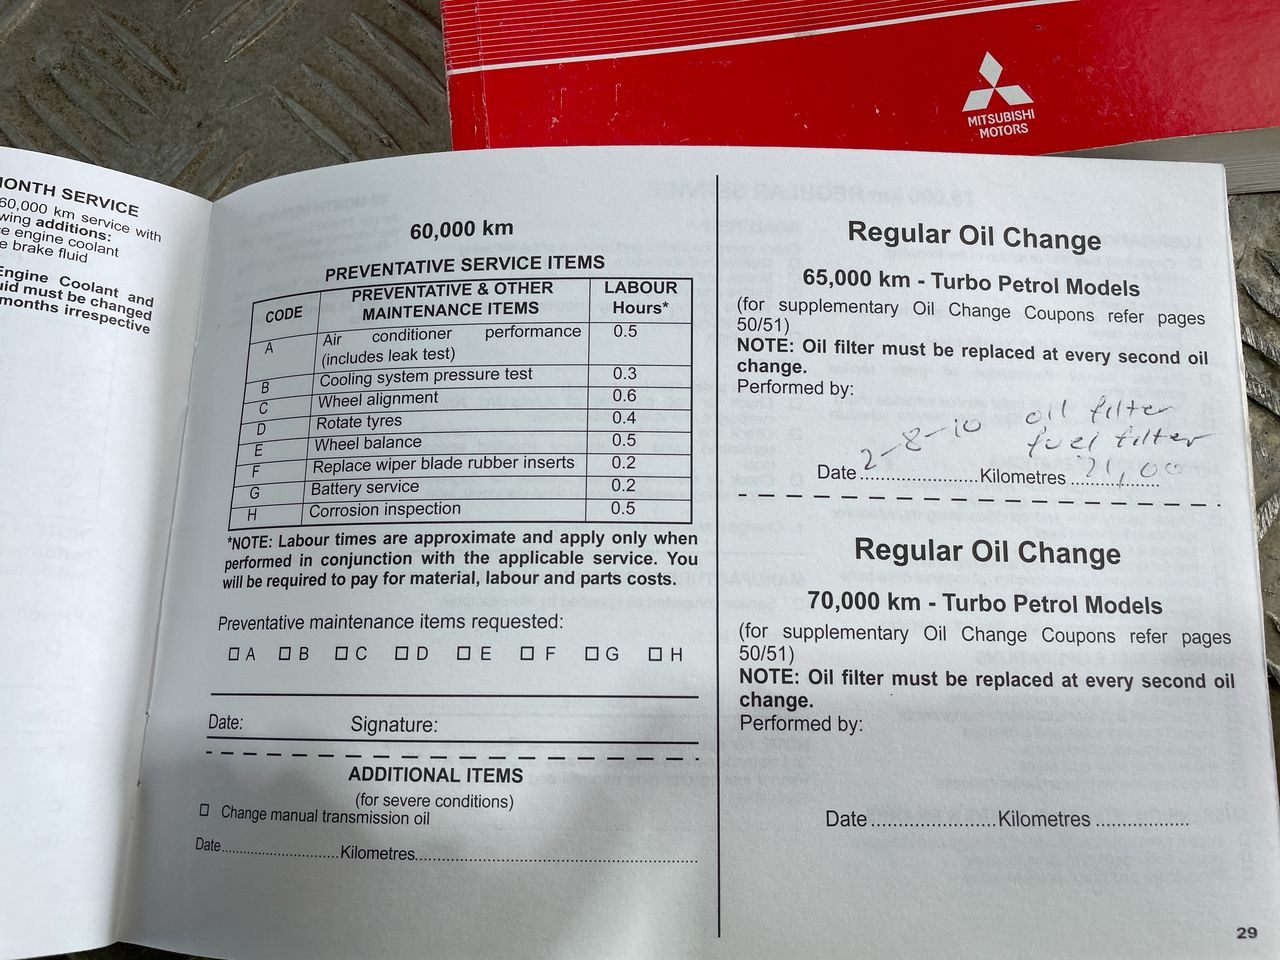 MITSUBISHI
MOTORS
MONTH SERVICE
60,000 km service with
wing additions:
e engine coolant
e brake fluid
Engine Coolant and
uid must be changed
months irrespective
60,000 km
PREVENTATIVE SERVICE ITEMS
CODE PREVENTATIVE & OTHER MAINTENANCE ITEMS LABOUR Hours*
A Air conditioner performance (includes leak test) 0.5
B Cooling system pressure test 0.3
C Wheel alignment 0.6
D Rotate tyres 0.4
E Wheel balance 0.5
F Replace wiper blade rubber inserts 0.2
G Battery service 0.2
H Corrosion inspection 0.5
*NOTE: Labour times are approximate and apply only when
performed in conjunction with the applicable service. You
will be required to pay for material, labour and parts costs.
Preventative maintenance items requested:
☐ A ☐ B ☐ C ☐ D ☐ E ☐ F ☐ G ☐ H
Date: Signature:
ADDITIONAL ITEMS
(for severe conditions)
☐ Change manual transmission oil
Date........................Kilometres............................................................
Regular Oil Change
65,000 km - Turbo Petrol Models
(for supplementary Oil Change Coupons refer pages
50/51)
NOTE: Oil filter must be replaced at every second oil
change.
Performed by:
oil filter
fuel filter
Date 2-8-10 Kilometres 71,00
Regular Oil Change
70,000 km - Turbo Petrol Models
(for supplementary Oil Change Coupons refer pages
50/51)
NOTE: Oil filter must be replaced at every second oil
change.
Performed by:
Date........................Kilometres..................
29